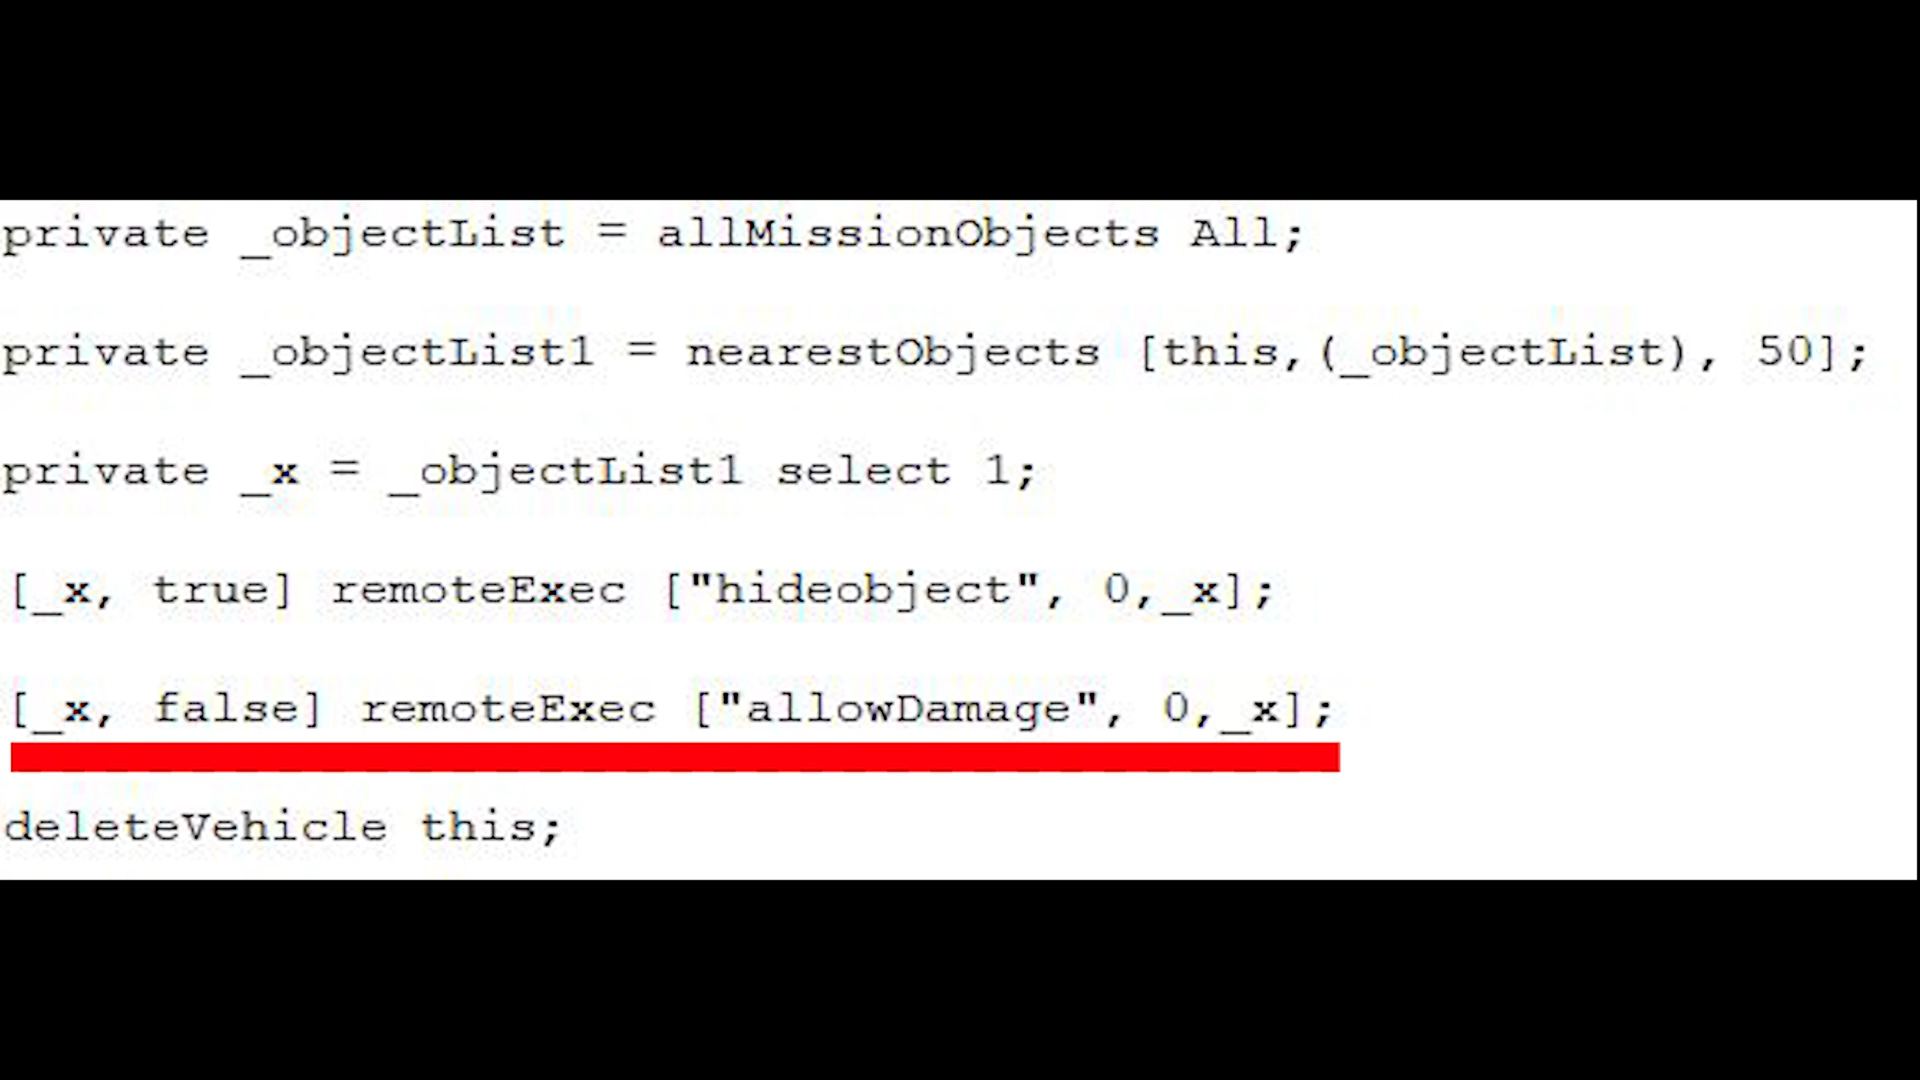 private _objectList = allMissionObjects All;
private _objectList1 = nearestObjects [this,(_objectList), 50];
private _x = _objectList1 select 1;
[_x, true] remoteExec ["hideobject", 0,_x];
[_x, false] remoteExec ["allowDamage", 0,_x];
deleteVehicle this;